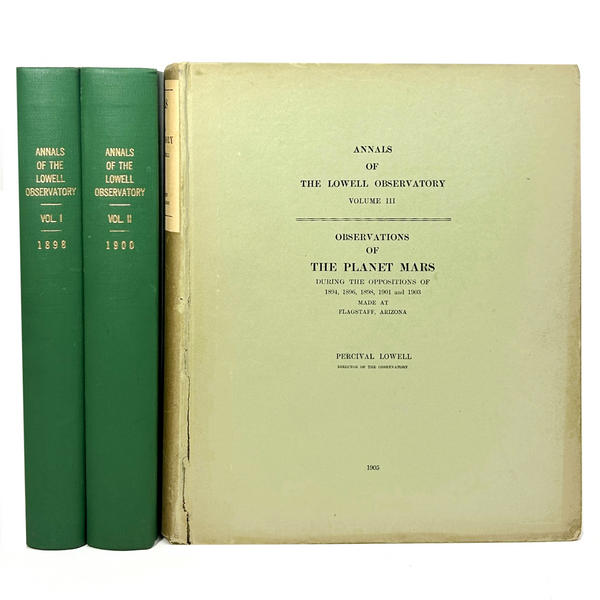 ANNALS
OF THE
LOWELL
OBSERVATORY
VOL. I
1898
ANNALS
OF THE
LOWELL
OBSERVATORY
VOL. II
1900
ANNALS
OF
THE LOWELL OBSERVATORY
VOLUME III
OBSERVATIONS
OF
THE PLANET MARS
DURING THE OPPOSITIONS OF
1894, 1896, 1898, 1901 and 1903
MADE AT
FLAGSTAFF, ARIZONA
PERCIVAL LOWELL
DIRECTOR OF THE OBSERVATORY
1905